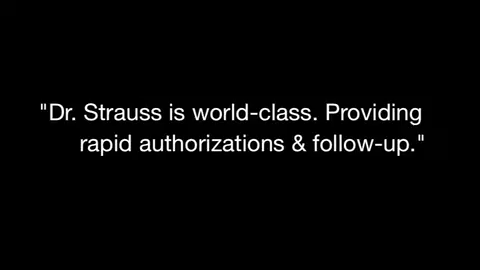 "Dr. Strauss is world-class. Providing
rapid authorizations & follow-up."